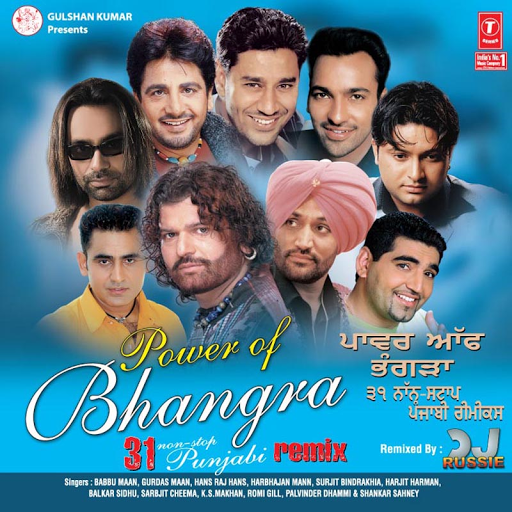 GULSHAN KUMAR
Presents
T
SERIES
India's No.1
Music Company
Power of
Bhangra
31 non-stop Punjabi remix
ਪਾਵਰ ਆੱਫ
ਭੰਗੜਾ
੩੧ ਨਾੱਨ-ਸਟਾਪ
ਪੰਜਾਬੀ ਰੀਮੀਕਸ
Remixed By : DJ RUSSIE
Singers : BABBU MAAN, GURDAS MAAN, HANS RAJ HANS, HARBHAJAN MANN, SURJIT BINDRAKHIA, HARJIT HARMAN,
BALKAR SIDHU, SARBJIT CHEEMA, K.S.MAKHAN, ROMI GILL, PALVINDER DHAMMI & SHANKAR SAHNEY